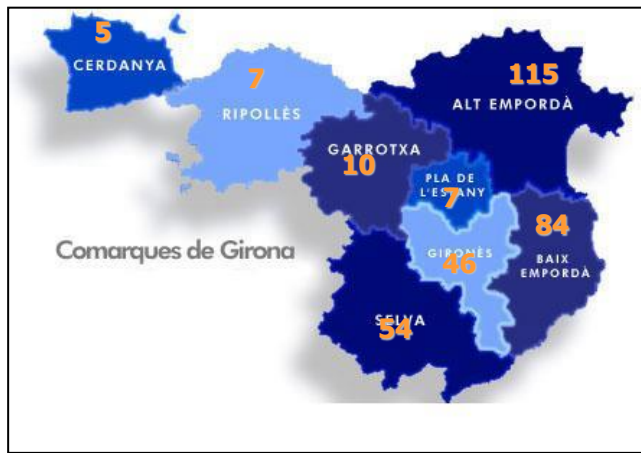 5
CERDANYA
7
RIPOLLÈS
115
ALT EMPORDÀ
GARROTXA
10
PLA DE
L'ESTANY
7
84
BAIX
EMPORDÀ
GIRONÈS
46
Comarques de Girona
SELVA
54